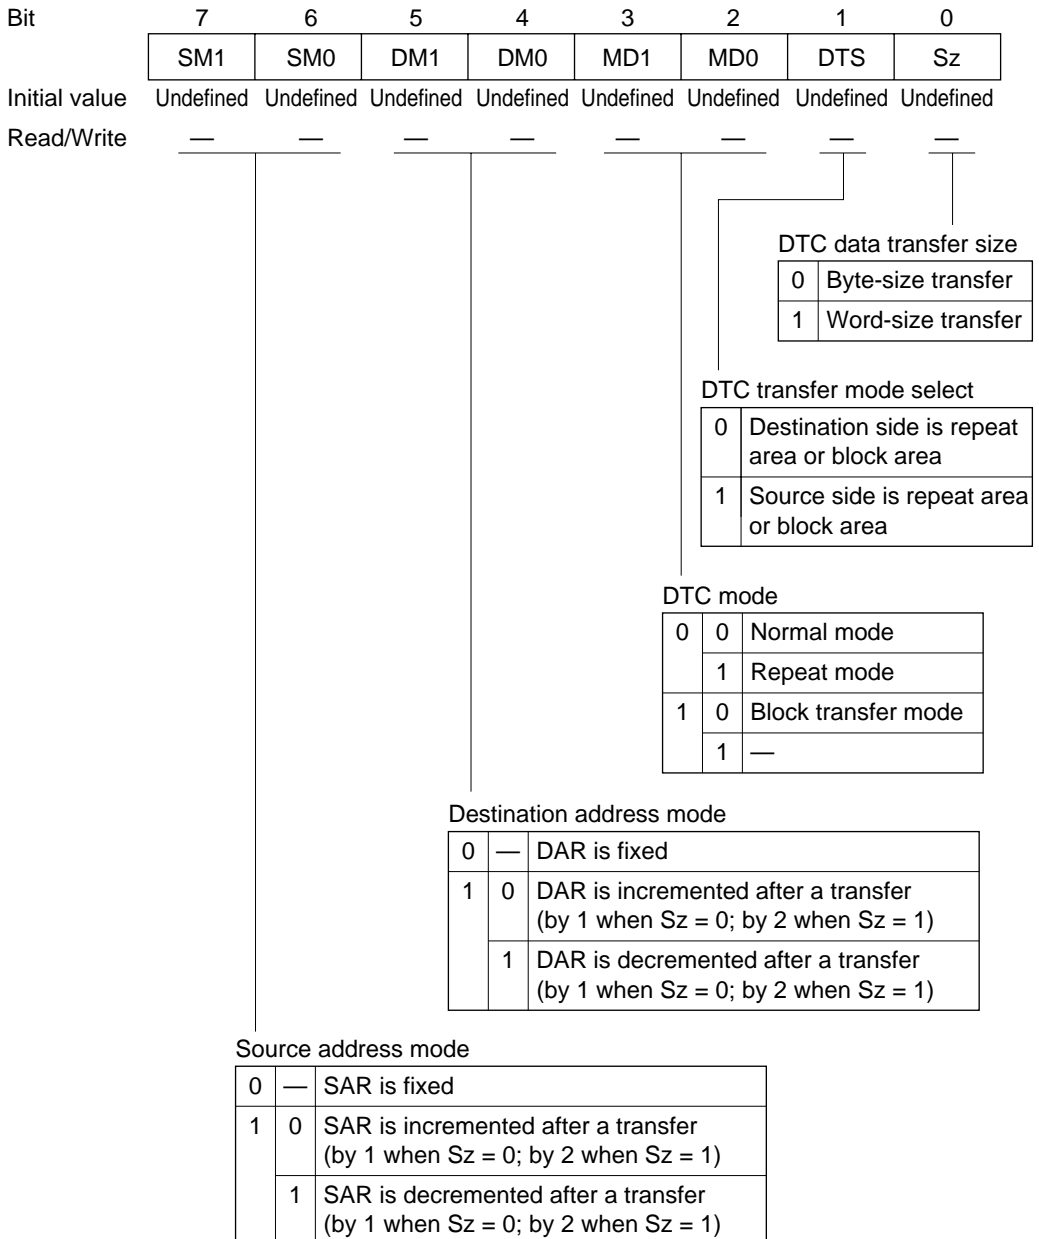 Bit 7 6 5 4 3 2 1 0
SM1 SM0 DM1 DM0 MD1 MD0 DTS Sz
Initial value Undefined Undefined Undefined Undefined Undefined Undefined Undefined Undefined
Read/Write — — — — — — — —
DTC data transfer size
0 Byte-size transfer
1 Word-size transfer
DTC transfer mode select
0 Destination side is repeat
area or block area
1 Source side is repeat area
or block area
DTC mode
0 0 Normal mode
1 Repeat mode
1 0 Block transfer mode
1 —
Destination address mode
0 — DAR is fixed
1 0 DAR is incremented after a transfer
(by 1 when Sz = 0; by 2 when Sz = 1)
1 DAR is decremented after a transfer
(by 1 when Sz = 0; by 2 when Sz = 1)
Source address mode
0 — SAR is fixed
1 0 SAR is incremented after a transfer
(by 1 when Sz = 0; by 2 when Sz = 1)
1 SAR is decremented after a transfer
(by 1 when Sz = 0; by 2 when Sz = 1)